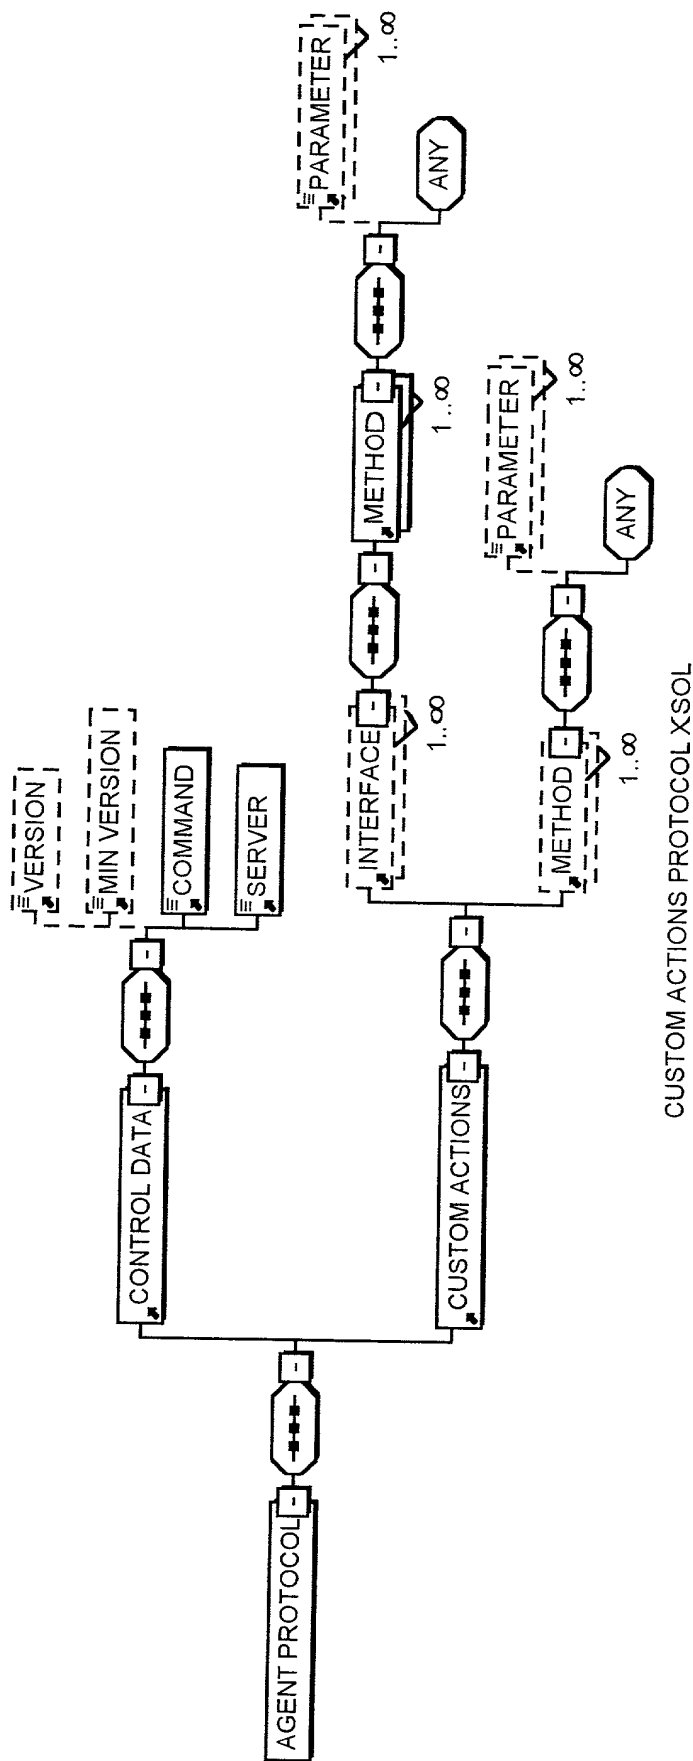 AGENT PROTOCOL
CONTROL DATA
VERSION
MIN VERSION
COMMAND
SERVER
CUSTOM ACTIONS
INTERFACE
1..∞
METHOD
1..∞
PARAMETER
1..∞
ANY
METHOD
1..∞
PARAMETER
1..∞
ANY
CUSTOM ACTIONS PROTOCOL XSOL